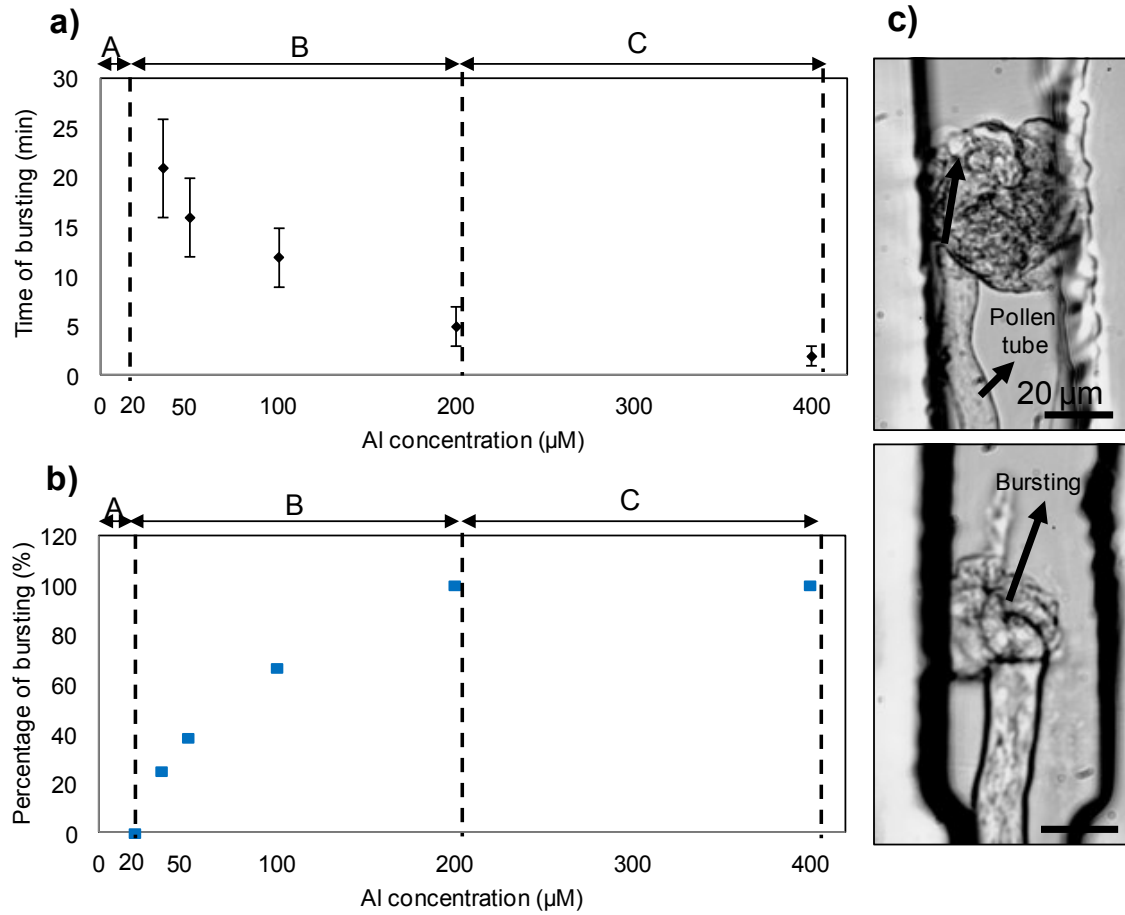 a)
A B C
Time of bursting (min)
30
25
20
15
10
5
0
0 20 50 100 200 300 400
Al concentration (µM)
b)
A B C
Percentage of bursting (%)
120
100
80
60
40
20
0
0 20 50 100 200 300 400
Al concentration (µM)
c)
Pollen
tube
20 µm
Bursting